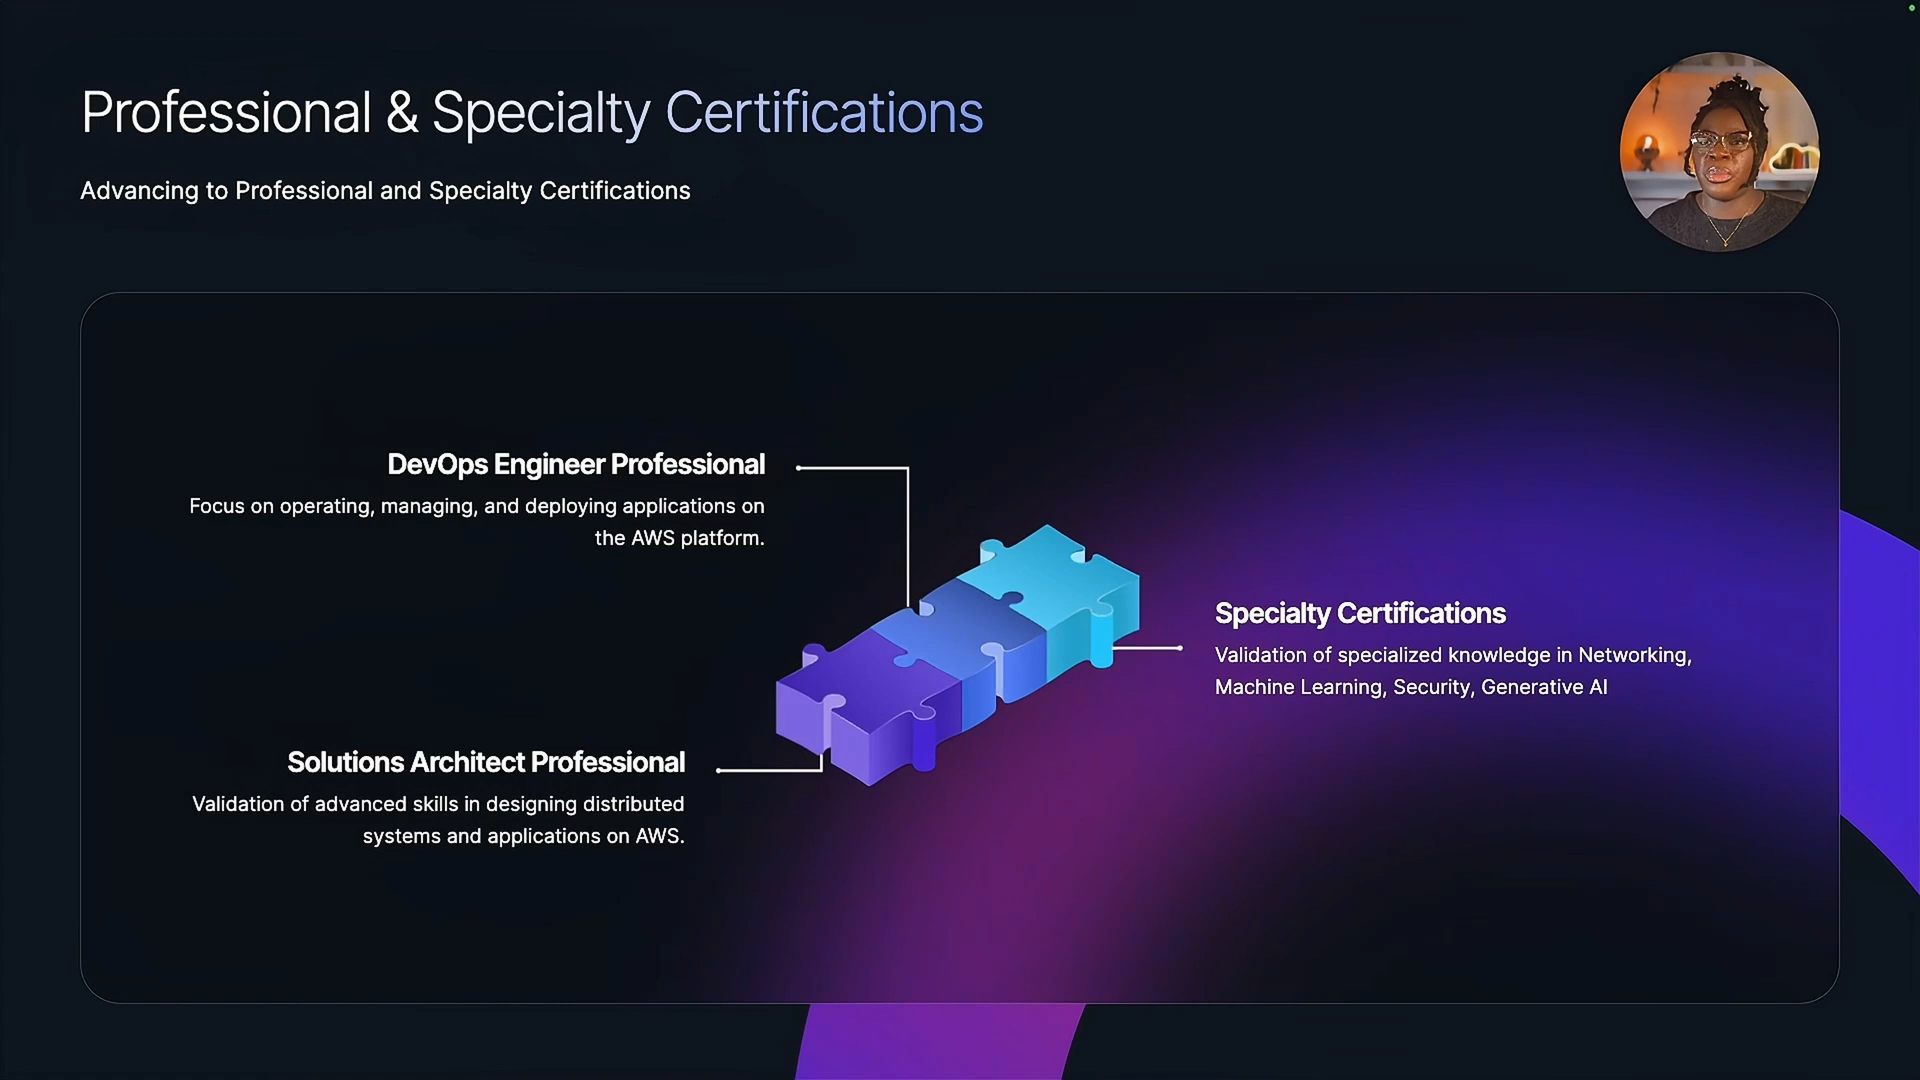 Professional & Specialty Certifications
Advancing to Professional and Specialty Certifications
DevOps Engineer Professional
Focus on operating, managing, and deploying applications on
the AWS platform.
Specialty Certifications
Validation of specialized knowledge in Networking,
Machine Learning, Security, Generative AI
Solutions Architect Professional
Validation of advanced skills in designing distributed
systems and applications on AWS.